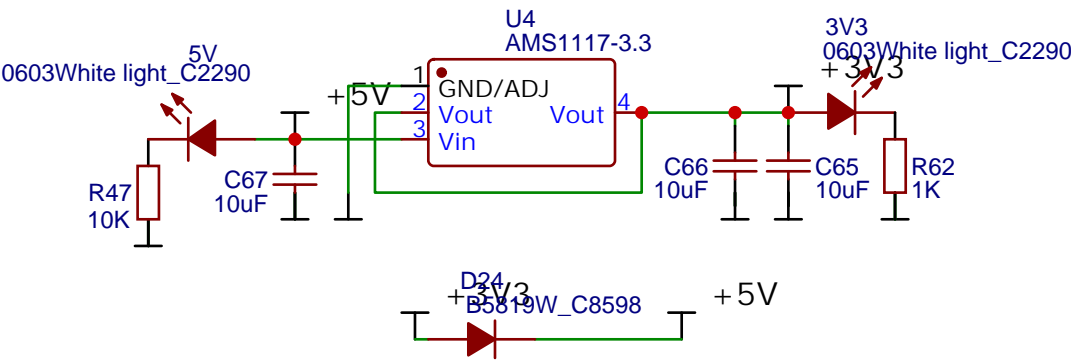 U4
AMS1117-3.3
5V
0603White light_C2290
3V3
0603White light_C2290
+5V
+3V3
1
GND/ADJ
2
Vout
Vout
4
3
Vin
R47
10K
C67
10uF
C66
10uF
C65
10uF
R62
1K
D24
+3V3
B5819W_C8598
+5V